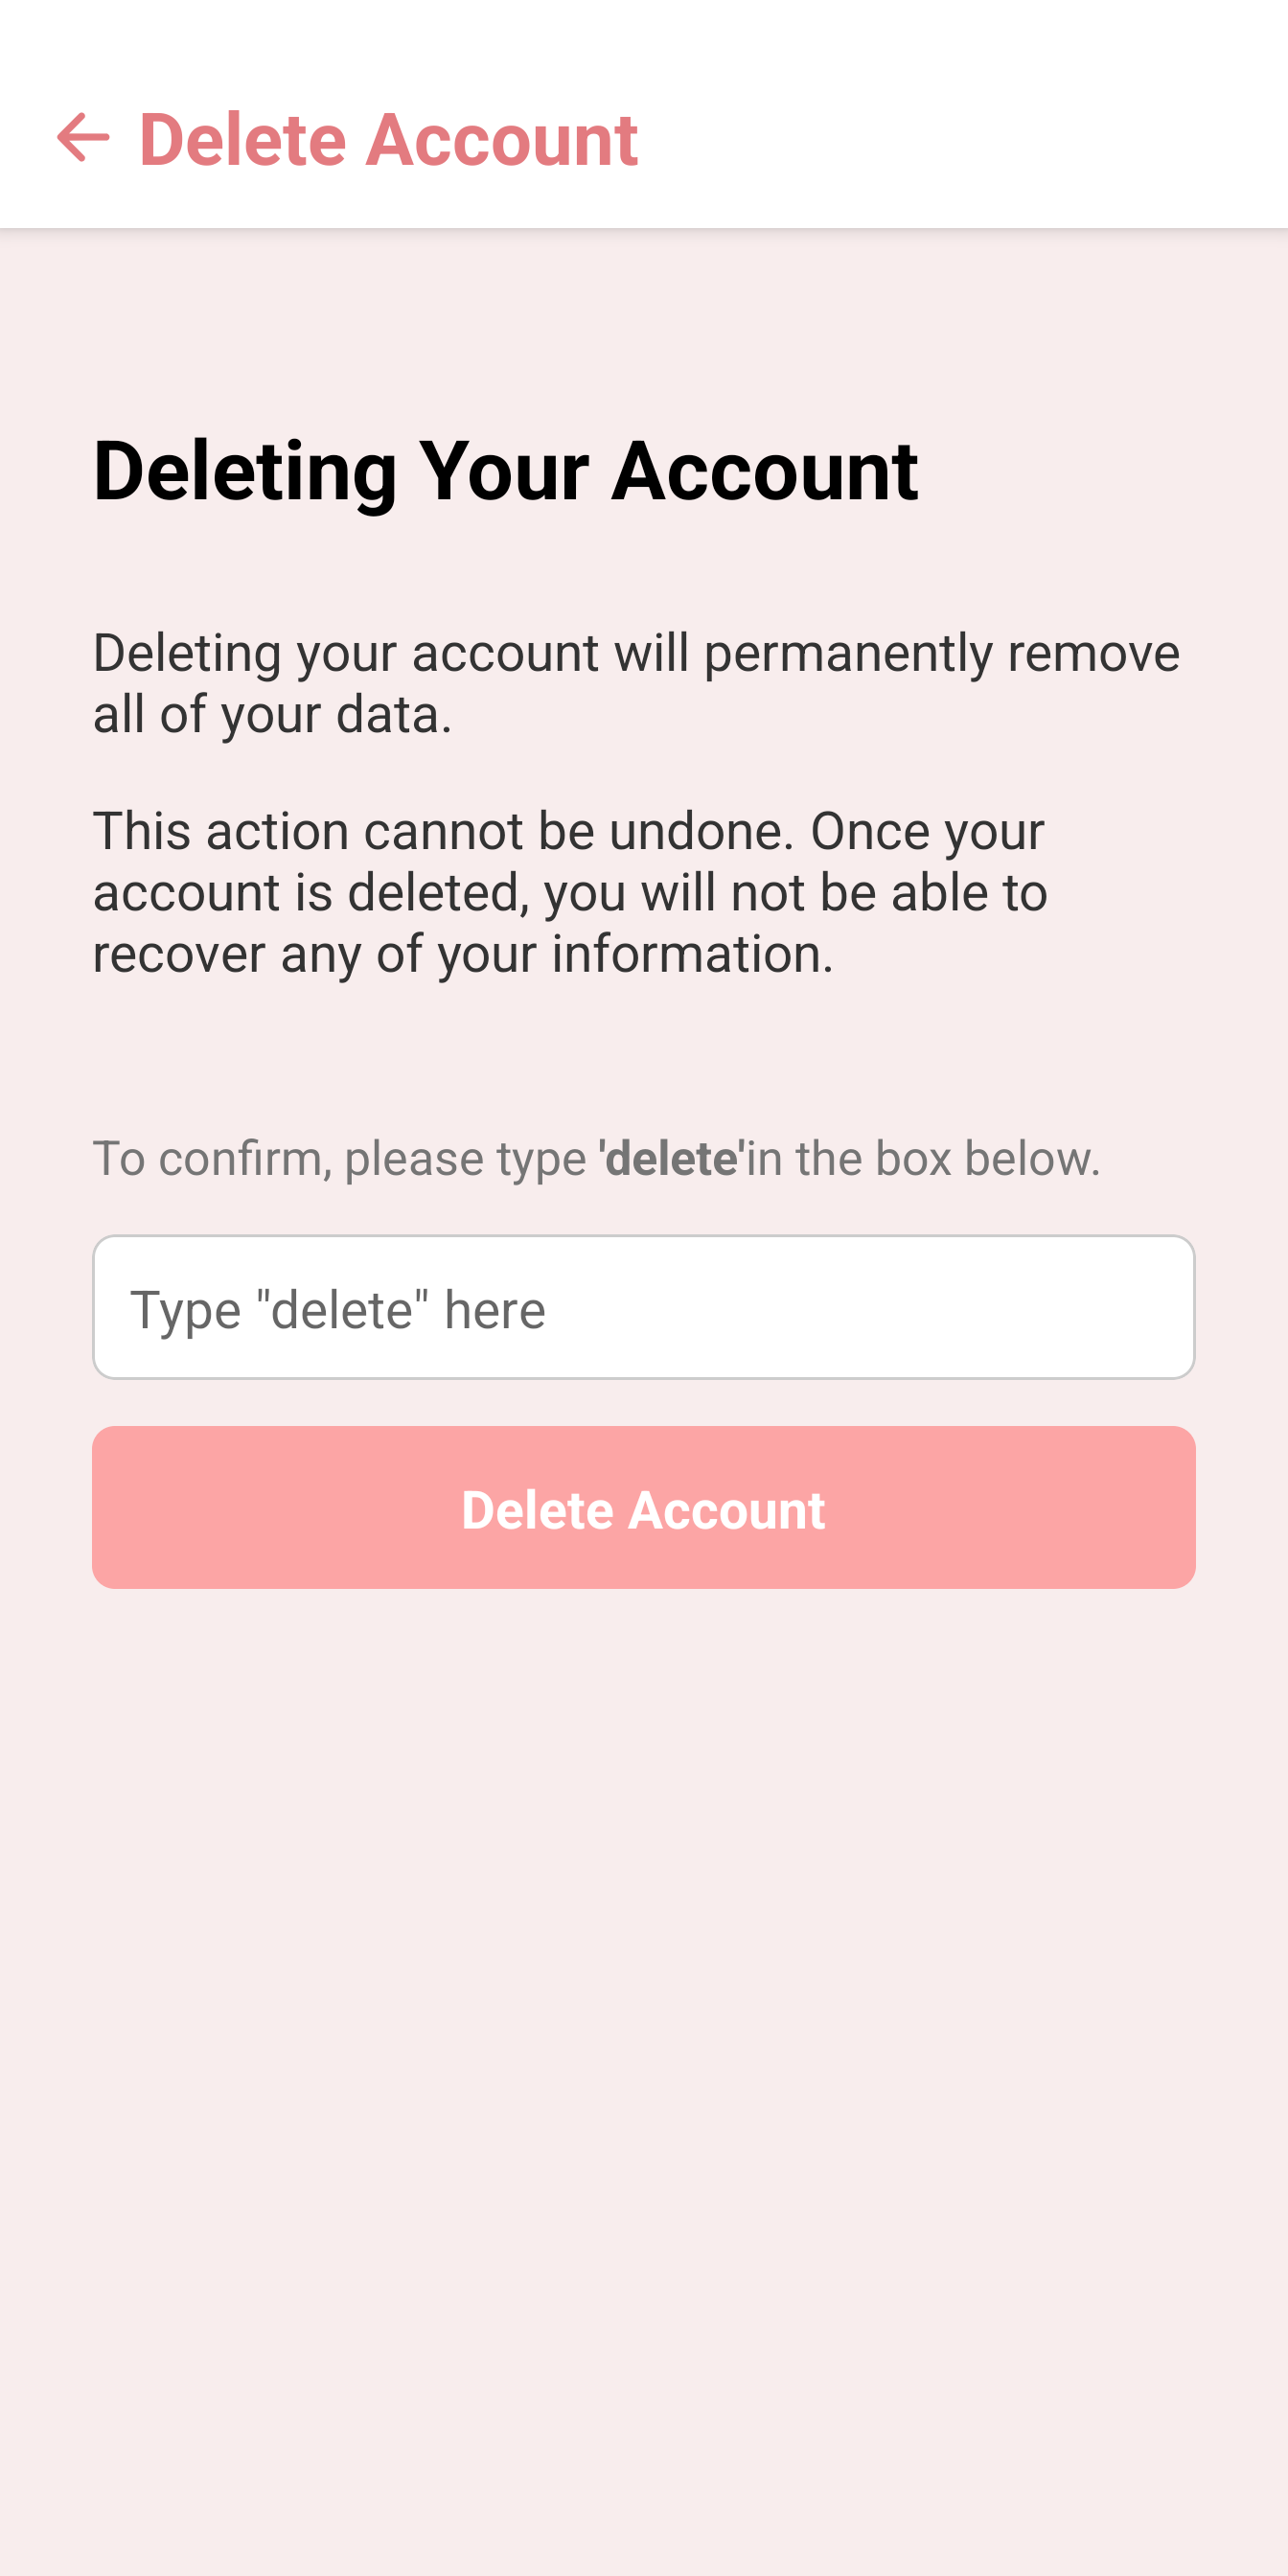 Delete Account
Deleting Your Account
Deleting your account will permanently remove
all of your data.
This action cannot be undone. Once your
account is deleted, you will not be able to
recover any of your information.
To confirm, please type 'delete'in the box below.
Type "delete" here
Delete Account